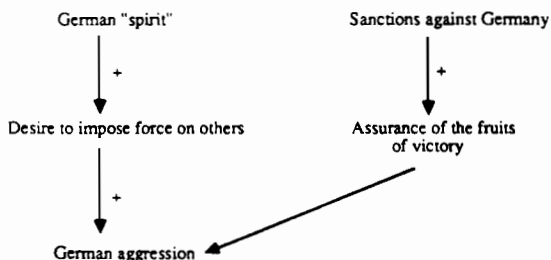 German "spirit"
Sanctions against Germany
+
+
Desire to impose force on others
Assurance of the fruits
of victory
+
German aggression